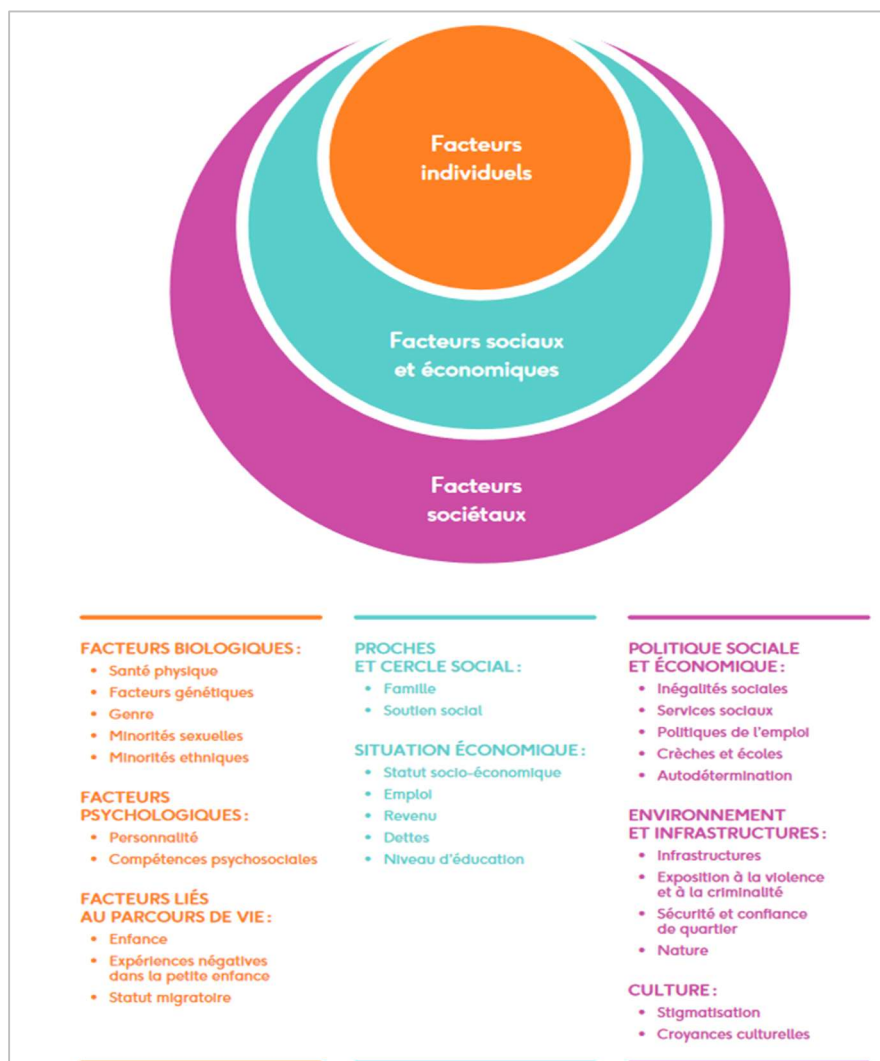 Facteurs
individuels
Facteurs sociaux
et économiques
Facteurs
sociétaux
FACTEURS BIOLOGIQUES :
• Santé physique
• Facteurs génétiques
• Genre
• Minorités sexuelles
• Minorités ethniques
FACTEURS
PSYCHOLOGIQUES :
• Personnalité
• Compétences psychosociales
FACTEURS LIÉS
AU PARCOURS DE VIE :
• Enfance
• Expériences négatives
dans la petite enfance
• Statut migratoire
PROCHES
ET CERCLE SOCIAL :
• Famille
• Soutien social
SITUATION ÉCONOMIQUE :
• Statut socio-économique
• Emploi
• Revenu
• Dettes
• Niveau d'éducation
POLITIQUE SOCIALE
ET ÉCONOMIQUE :
• Inégalités sociales
• Services sociaux
• Politiques de l'emploi
• Crèches et écoles
• Autodétermination
ENVIRONNEMENT
ET INFRASTRUCTURES :
• Infrastructures
• Exposition à la violence
et à la criminalité
• Sécurité et confiance
de quartier
• Nature
CULTURE :
• Stigmatisation
• Croyances culturelles